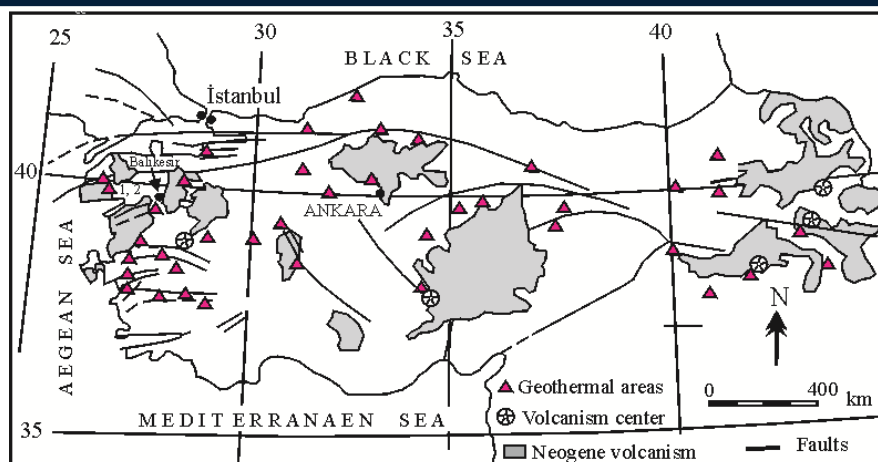 25
30
35
40
BLACK SEA
İstanbul
40
Balıkesir
1, 2
ANKARA
AEGEAN SEA
N
Geothermal areas
0 400
km
Volcanism center
MEDITERRANAEN SEA
35
Neogene volcanism
Faults